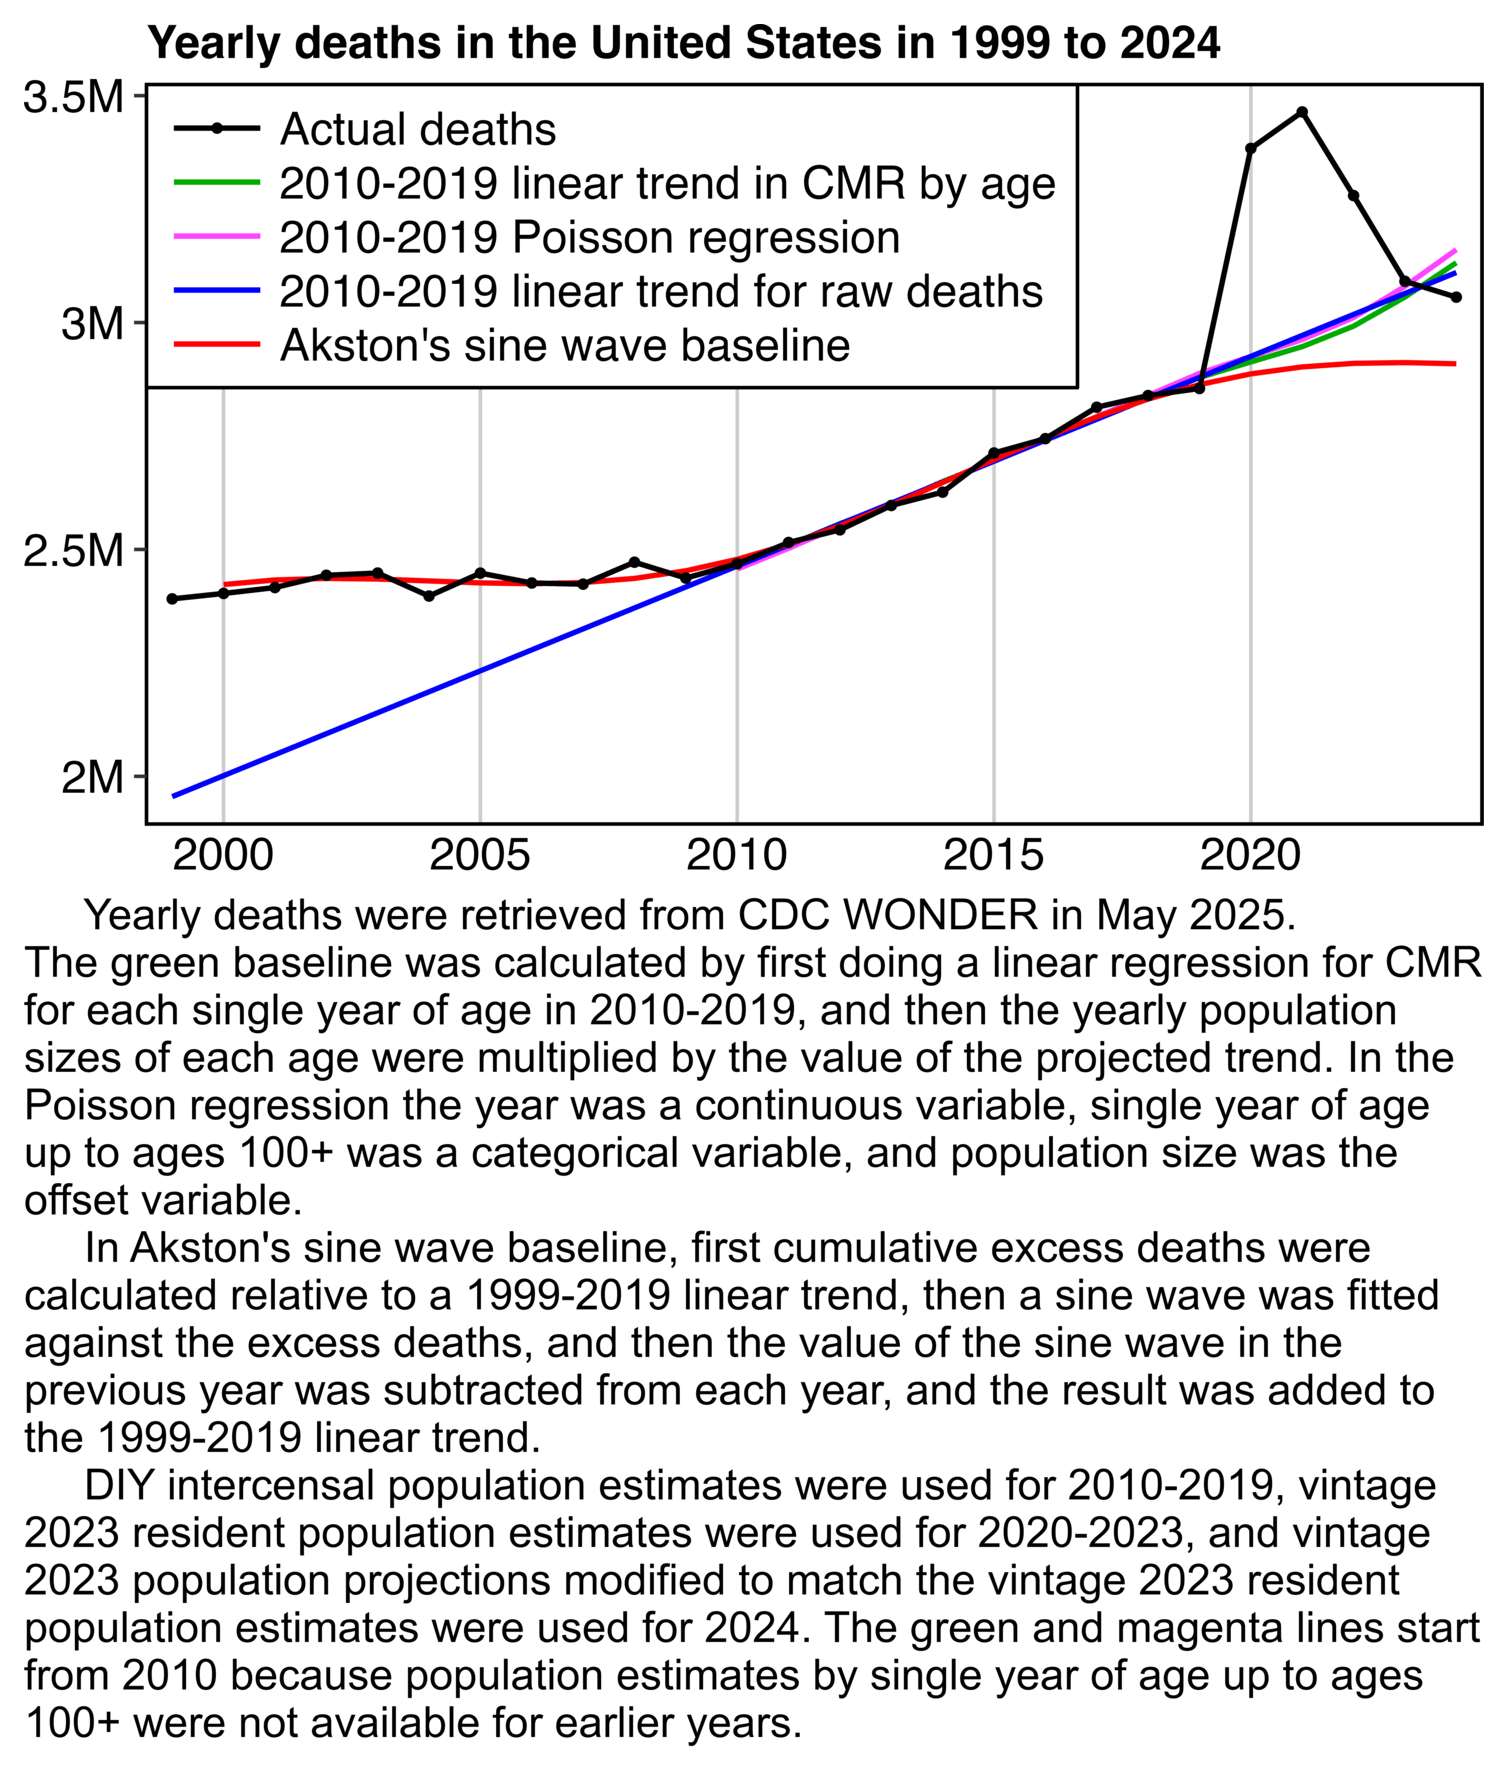 Yearly deaths in the United States in 1999 to 2024
3.5M
3M
2.5M
2M
Actual deaths
2010-2019 linear trend in CMR by age
2010-2019 Poisson regression
2010-2019 linear trend for raw deaths
Akston's sine wave baseline
2000
2005
2010
2015
2020
Yearly deaths were retrieved from CDC WONDER in May 2025.
The green baseline was calculated by first doing a linear regression for CMR
for each single year of age in 2010-2019, and then the yearly population
sizes of each age were multiplied by the value of the projected trend. In the
Poisson regression the year was a continuous variable, single year of age
up to ages 100+ was a categorical variable, and population size was the
offset variable.
In Akston's sine wave baseline, first cumulative excess deaths were
calculated relative to a 1999-2019 linear trend, then a sine wave was fitted
against the excess deaths, and then the value of the sine wave in the
previous year was subtracted from each year, and the result was added to
the 1999-2019 linear trend.
DIY intercensal population estimates were used for 2010-2019, vintage
2023 resident population estimates were used for 2020-2023, and vintage
2023 population projections modified to match the vintage 2023 resident
population estimates were used for 2024. The green and magenta lines start
from 2010 because population estimates by single year of age up to ages
100+ were not available for earlier years.